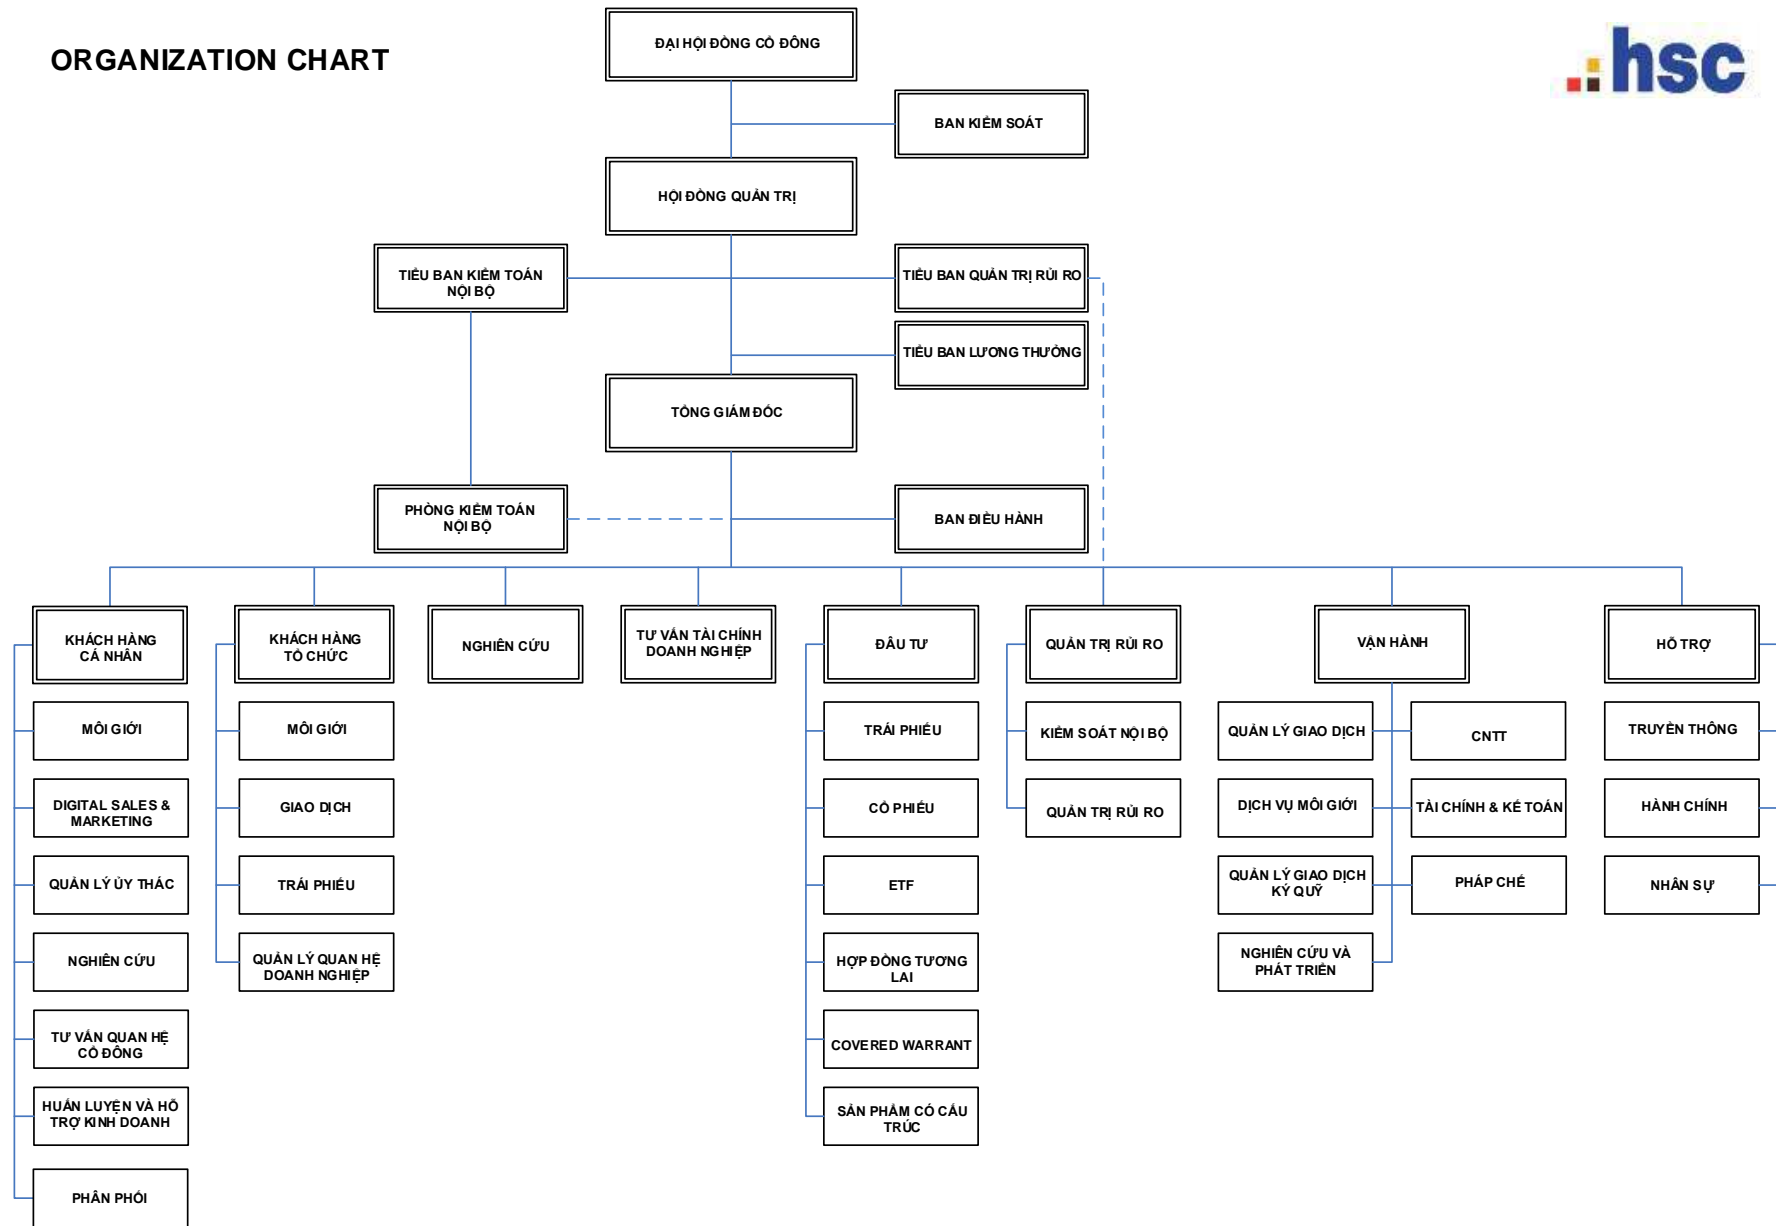 ORGANIZATION CHART
hsc
ĐẠI HỘI ĐỒNG CỔ ĐÔNG
BAN KIỂM SOÁT
HỘI ĐỒNG QUẢN TRỊ
TIỂU BAN KIỂM TOÁN
NỘI BỘ
TIỂU BAN QUẢN TRỊ RỦI RO
TIỂU BAN LƯƠNG THƯỞNG
TỔNG GIÁM ĐỐC
PHÒNG KIỂM TOÁN
NỘI BỘ
BAN ĐIỀU HÀNH
KHÁCH HÀNG
CÁ NHÂN
MÔI GIỚI
DIGITAL SALES &
MARKETING
QUẢN LÝ ỦY THÁC
NGHIÊN CỨU
TƯ VẤN QUAN HỆ
CỔ ĐÔNG
HUẤN LUYỆN VÀ HỖ
TRỢ KINH DOANH
PHÂN PHỐI
KHÁCH HÀNG
TỔ CHỨC
MÔI GIỚI
GIAO DỊCH
TRÁI PHIẾU
QUẢN LÝ QUAN HỆ
DOANH NGHIỆP
NGHIÊN CỨU
TƯ VẤN TÀI CHÍNH
DOANH NGHIỆP
ĐẦU TƯ
TRÁI PHIẾU
CỔ PHIẾU
ETF
HỢP ĐỒNG TƯƠNG
LAI
COVERED WARRANT
SẢN PHẨM CÓ CẤU
TRÚC
QUẢN TRỊ RỦI RO
KIỂM SOÁT NỘI BỘ
QUẢN TRỊ RỦI RO
VẬN HÀNH
QUẢN LÝ GIAO DỊCH
CNTT
DỊCH VỤ MÔI GIỚI
TÀI CHÍNH & KẾ TOÁN
QUẢN LÝ GIAO DỊCH
KÝ QUỸ
PHÁP CHẾ
NGHIÊN CỨU VÀ
PHÁT TRIỂN
HỖ TRỢ
TRUYỀN THÔNG
HÀNH CHÍNH
NHÂN SỰ